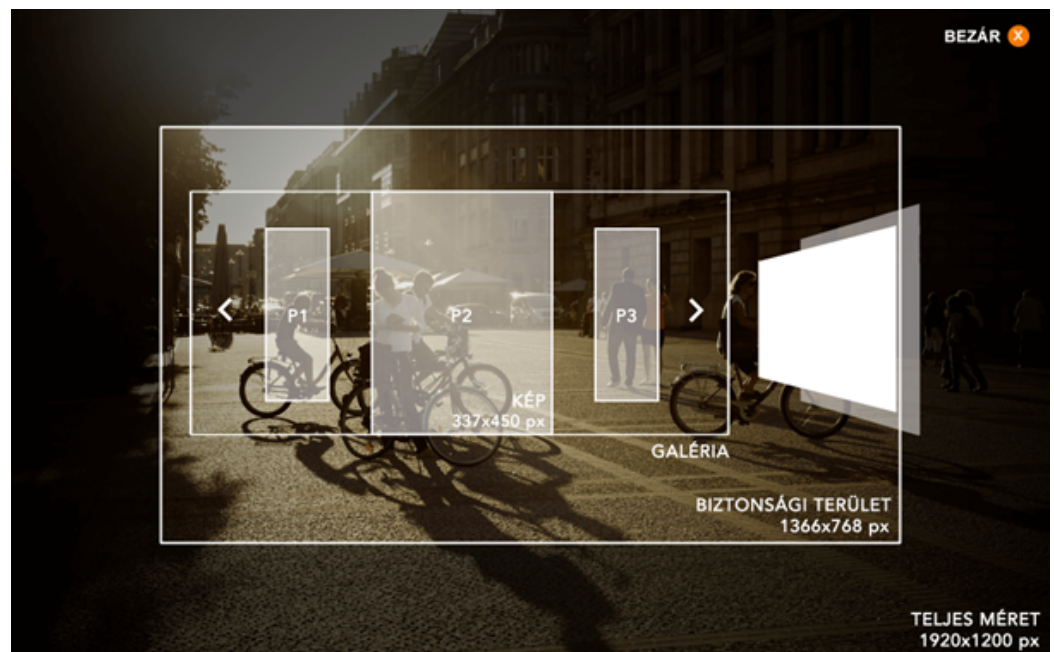 BEZÁR X
P1
P2
P3
KÉP
337x450 px
GALÉRIA
BIZTONSÁGI TERÜLET
1366x768 px
TELJES MÉRET
1920x1200 px